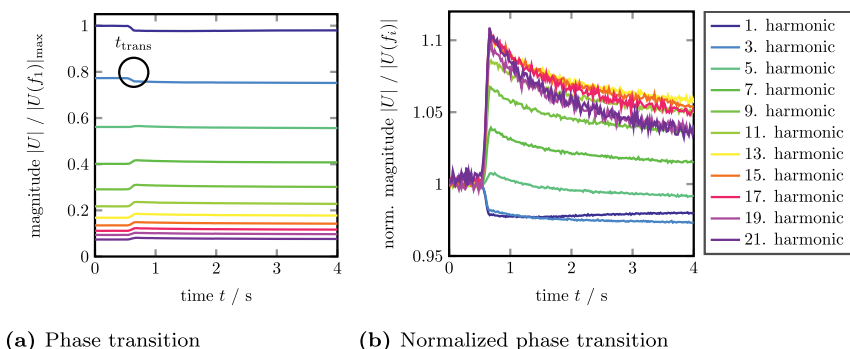 magnitude |U| / |U(f₁)|max
1
0.8
0.6
0.4
0.2
0
t_trans
0 1 2 3 4
time t / s
(a) Phase transition
norm. magnitude |U| / |U(fᵢ)|
1.1
1.05
1
0.95
0 1 2 3 4
time t / s
(b) Normalized phase transition
1. harmonic
3. harmonic
5. harmonic
7. harmonic
9. harmonic
11. harmonic
13. harmonic
15. harmonic
17. harmonic
19. harmonic
21. harmonic